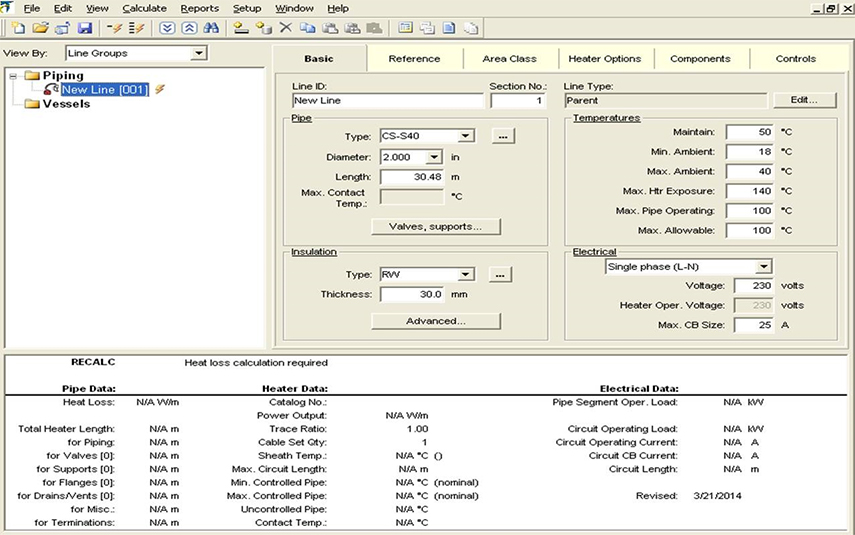 File Edit View Calculate Reports Setup Window Help
View By: Line Groups
Piping
New Line [001]
Vessels
Basic Reference Area Class Heater Options Components Controls
Line ID: Section No.: Line Type:
New Line 1 Parent Edit...
Pipe
Type: CS-S40 ...
Diameter: 2.000 in
Length: 30.48 m
Max. Contact Temp.: °C
Valves, supports...
Temperatures
Maintain: 50 °C
Min. Ambient: 18 °C
Max. Ambient: 40 °C
Max. Htr Exposure: 140 °C
Max. Pipe Operating: 100 °C
Max. Allowable: 100 °C
Insulation
Type: RW ...
Thickness: 30.0 mm
Advanced...
Electrical
Single phase (L-N)
Voltage: 230 volts
Heater Oper. Voltage: 230 volts
Max. CB Size: 25 A
RECALC Heat loss calculation required
Pipe Data: Heater Data: Electrical Data:
Heat Loss: N/A W/m Catalog No.: Pipe Segment Oper. Load: N/A kW
Power Output: N/A W/m
Total Heater Length: N/A m Trace Ratio: 1.00 Circuit Operating Load: N/A kW
for Piping: N/A m Cable Set Qty: 1 Circuit Operating Current: N/A A
for Valves [0]: N/A m Sheath Temp.: N/A °C () Circuit CB Current: N/A A
for Supports [0]: N/A m Max. Circuit Length: N/A m Circuit Length: N/A m
for Flanges [0]: N/A m Min. Controlled Pipe: N/A °C (nominal)
for Drains/Vents [0]: N/A m Max. Controlled Pipe: N/A °C (nominal) Revised: 3/21/2014
for Misc.: N/A m Uncontrolled Pipe: N/A °C
for Terminations: N/A m Contact Temp.: N/A °C